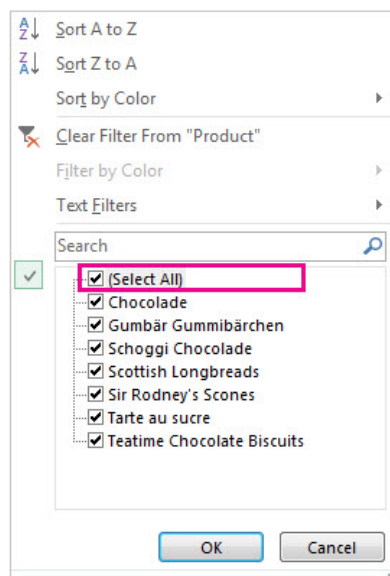 Sort A to Z
Sort Z to A
Sort by Color
Clear Filter From "Product"
Filter by Color
Text Filters
Search
(Select All)
Chocolade
Gumbär Gummibärchen
Schoggi Chocolade
Scottish Longbreads
Sir Rodney's Scones
Tarte au sucre
Teatime Chocolate Biscuits
OK Cancel